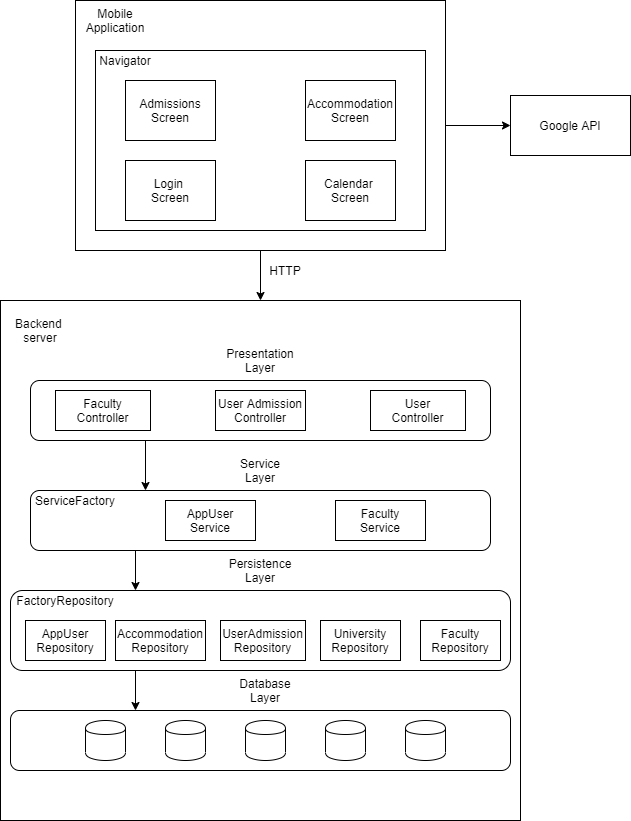 Mobile
Application
Navigator
Admissions
Screen
Accommodation
Screen
Google API
Login
Screen
Calendar
Screen
HTTP
Backend
server
Presentation
Layer
Faculty
Controller
User Admission
Controller
User
Controller
Service
Layer
ServiceFactory
AppUser
Service
Faculty
Service
Persistence
Layer
FactoryRepository
AppUser
Repository
Accommodation
Repository
UserAdmission
Repository
University
Repository
Faculty
Repository
Database
Layer